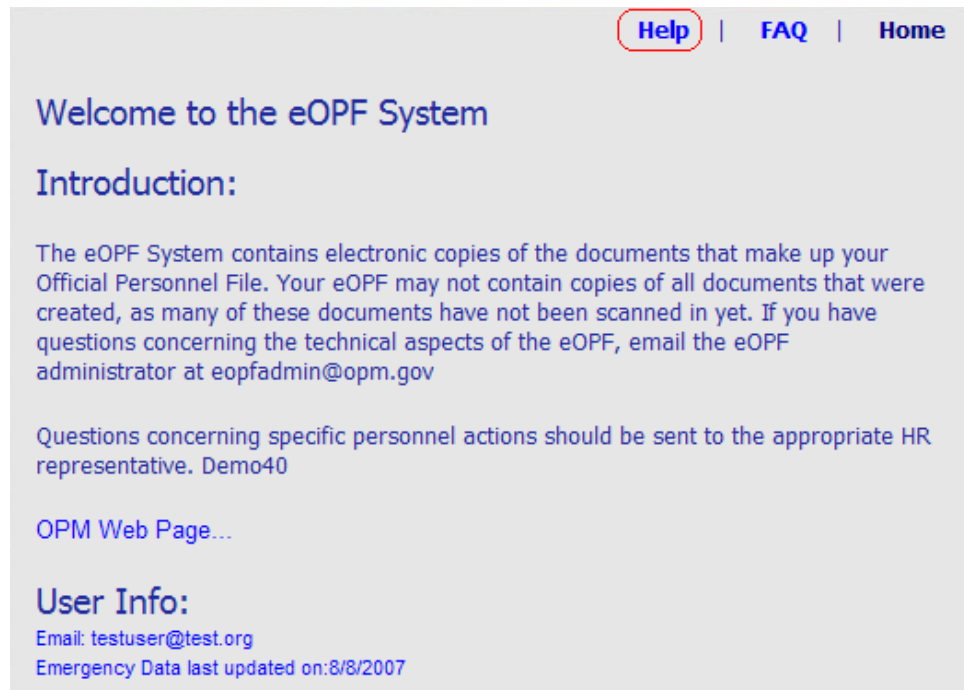 Help | FAQ | Home
Welcome to the eOPF System
Introduction:
The eOPF System contains electronic copies of the documents that make up your
Official Personnel File. Your eOPF may not contain copies of all documents that were
created, as many of these documents have not been scanned in yet. If you have
questions concerning the technical aspects of the eOPF, email the eOPF
administrator at eopfadmin@opm.gov
Questions concerning specific personnel actions should be sent to the appropriate HR
representative. Demo40
OPM Web Page...
User Info:
Email: testuser@test.org
Emergency Data last updated on:8/8/2007